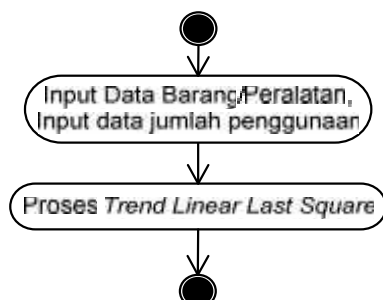 Input Data Barang/Peralatan,
Input data jumlah penggunaan
Proses Trend Linear Last Square